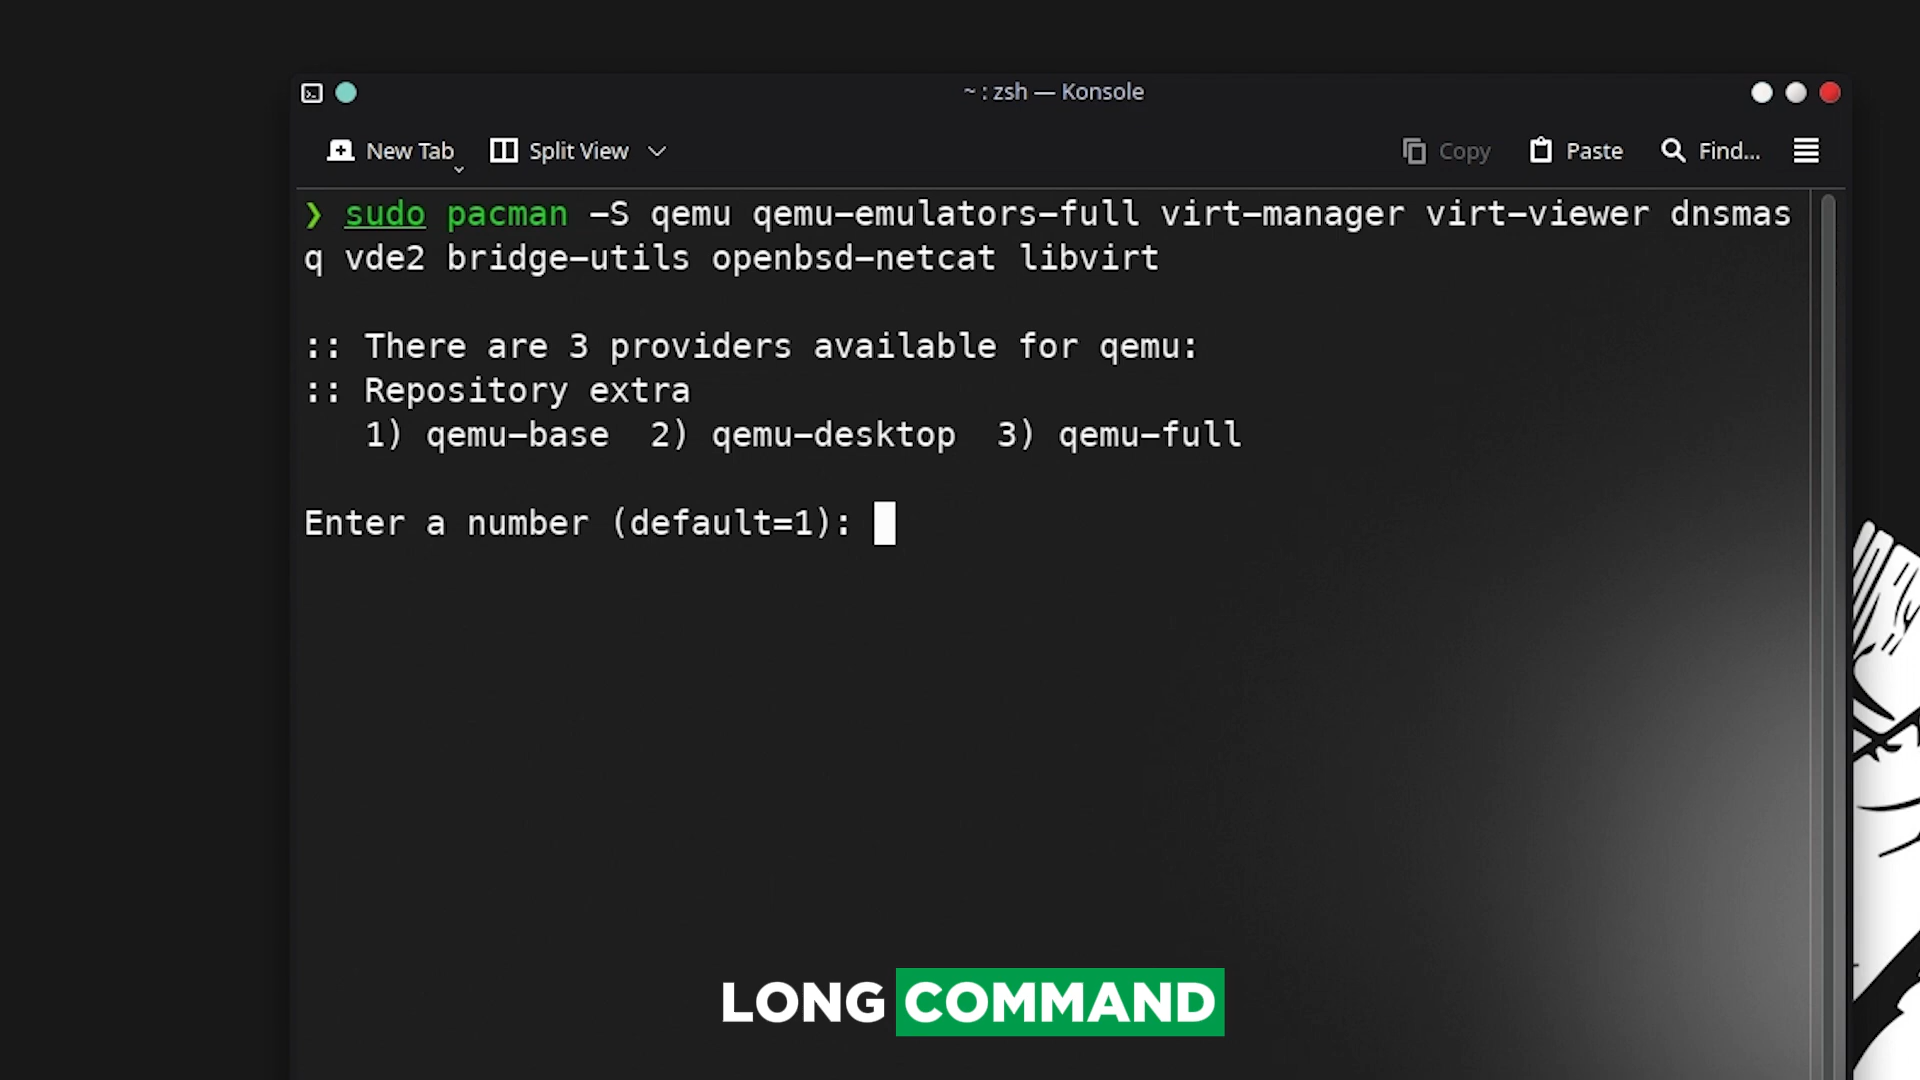 ~ : zsh — Konsole
New Tab Split View Copy Paste Find...
❯ sudo pacman -S qemu qemu-emulators-full virt-manager virt-viewer dnsmas
q vde2 bridge-utils openbsd-netcat libvirt
:: There are 3 providers available for qemu:
:: Repository extra
1) qemu-base 2) qemu-desktop 3) qemu-full
Enter a number (default=1):
LONG COMMAND